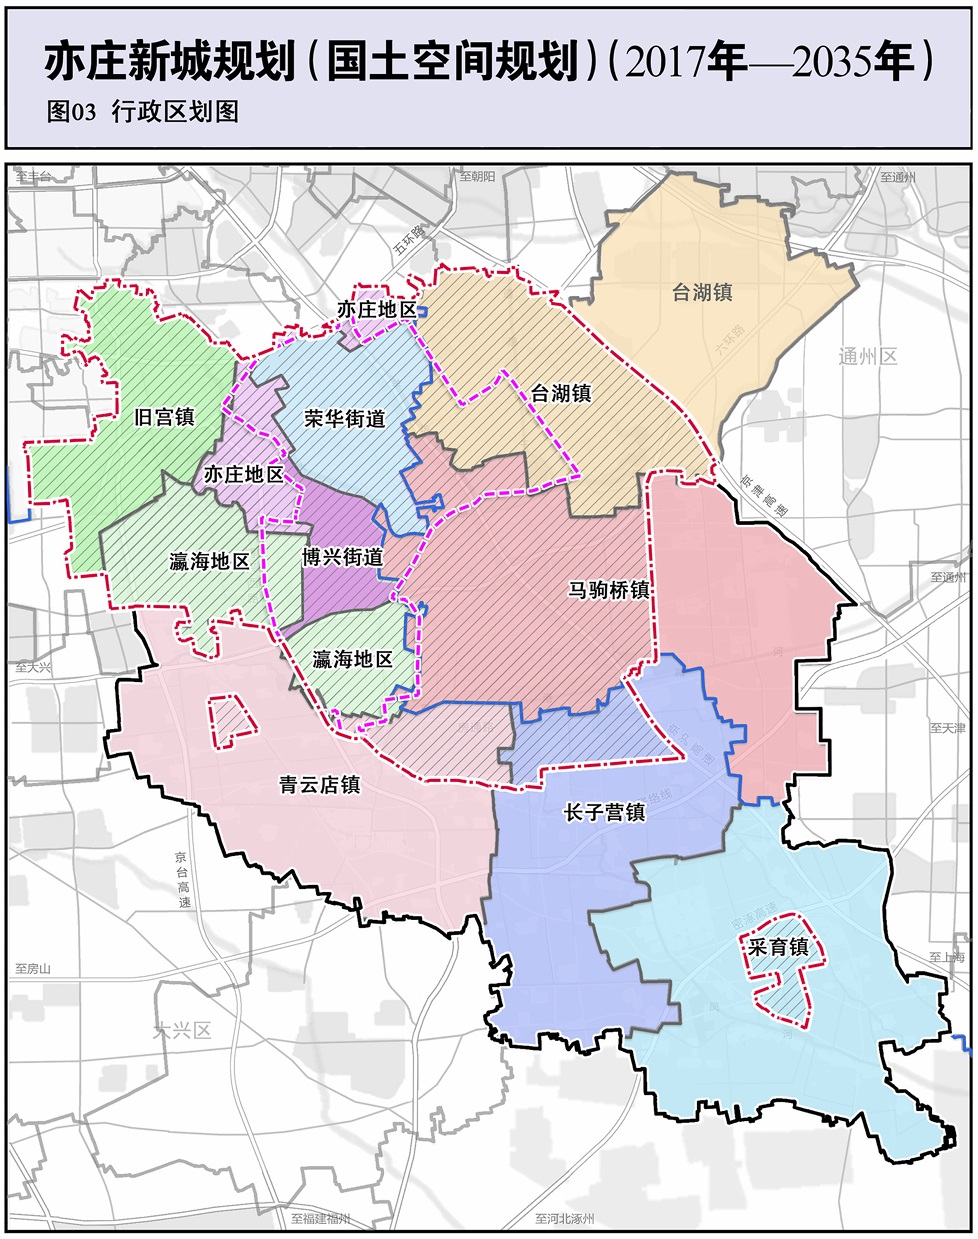 亦庄新城规划(国土空间规划)(2017年—2035年)
图03 行政区划图
至丰台
至朝阳
至通州
五环路
台湖镇
亦庄地区
六环路
通州区
旧宫镇
荣华街道
台湖镇
亦庄地区
京津高速
瀛海地区
博兴街道
马驹桥镇
至通州
瀛海地区
河
至大兴
至天津
青云店镇
长子营镇
京台高速
密涿高速
采育镇
至上海
至房山
大兴区
河
至福建福州
至河北涿州